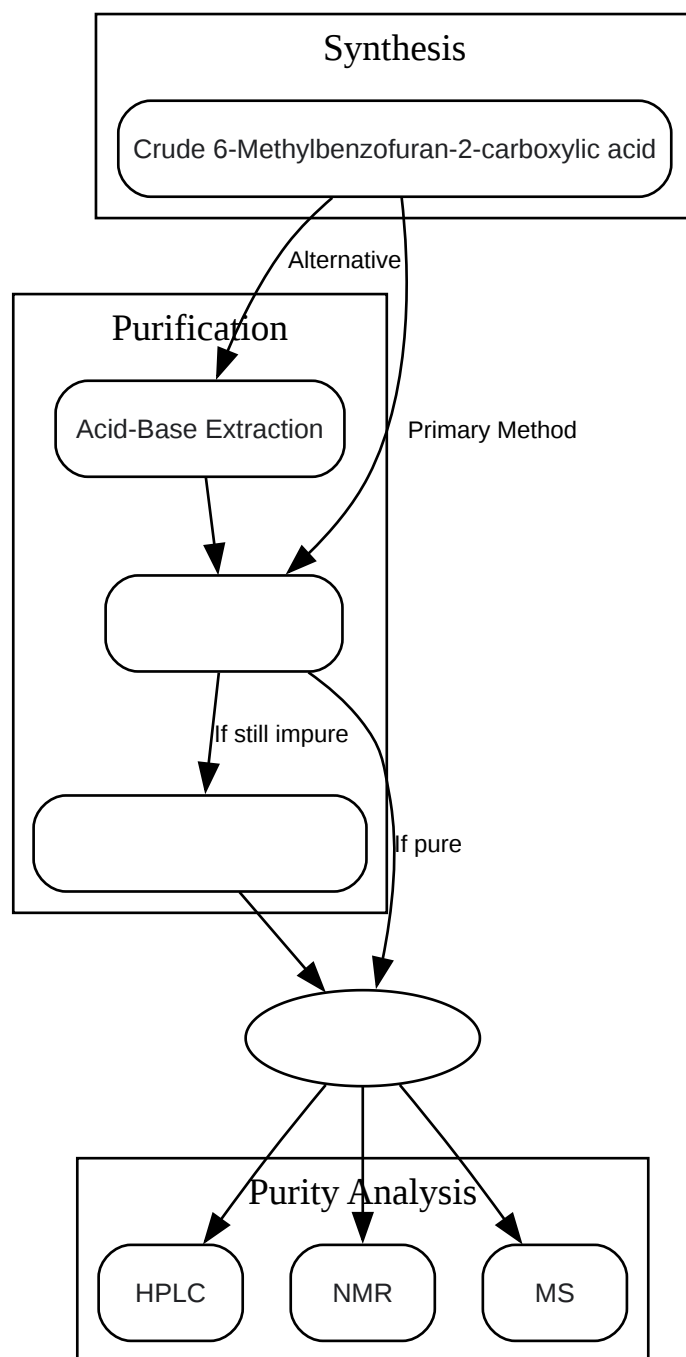 Synthesis
Crude 6-Methylbenzofuran-2-carboxylic acid
Alternative
Purification
Acid-Base Extraction
Primary Method
If still impure
If pure
Purity Analysis
HPLC
NMR
MS